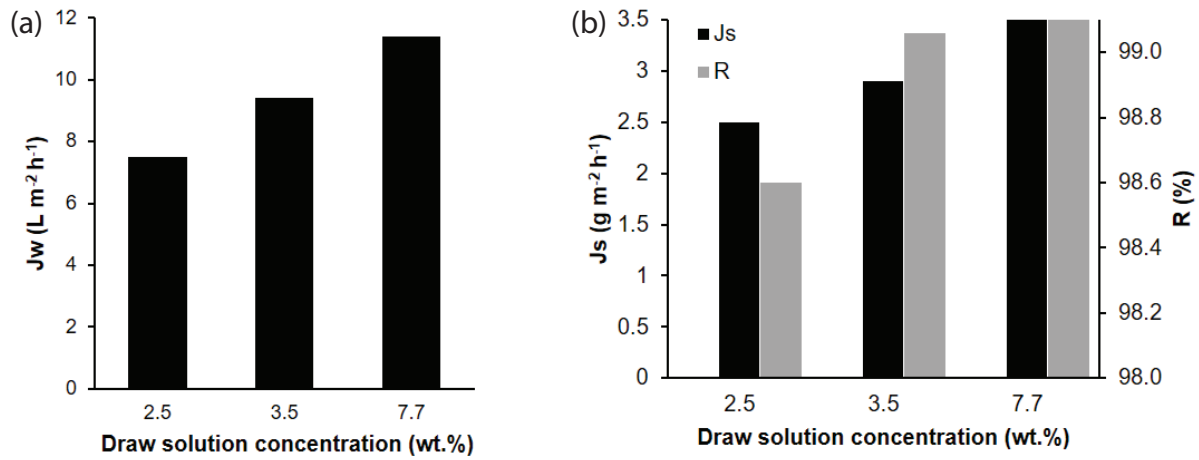 (a)
12
10
8
6
4
2
0
Jw (L m⁻² h⁻¹)
2.5 3.5 7.7
Draw solution concentration (wt.%)
(b)
Js
R
3.5
3
2.5
2
1.5
1
0.5
0
Js (g m⁻² h⁻¹)
99.0
98.8
98.6
98.4
98.2
98.0
R (%)
2.5 3.5 7.7
Draw solution concentration (wt.%)